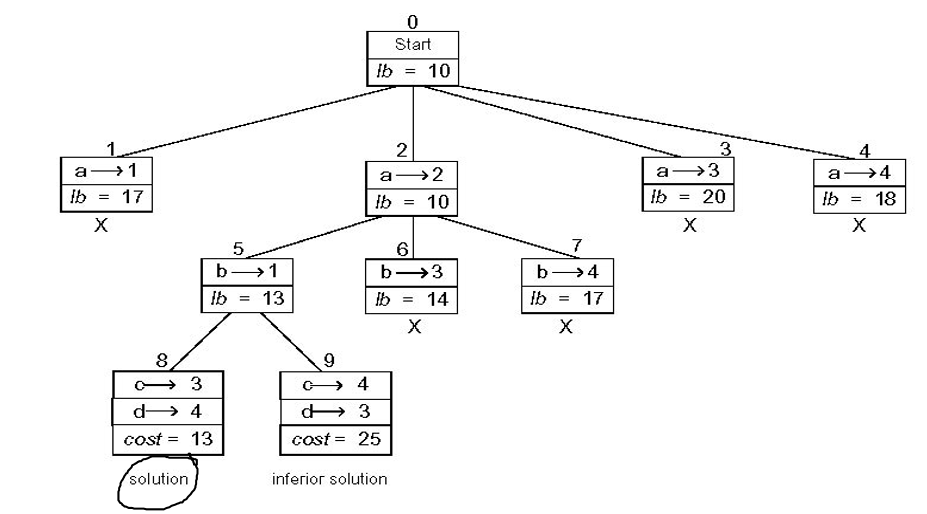 0
Start
lb = 10
1
a → 1
lb = 17
X
2
a → 2
lb = 10
3
a → 3
lb = 20
X
4
a → 4
lb = 18
X
5
b → 1
lb = 13
6
b → 3
lb = 14
X
7
b → 4
lb = 17
X
8
c → 3
d → 4
cost = 13
solution
9
c → 4
d → 3
cost = 25
inferior solution